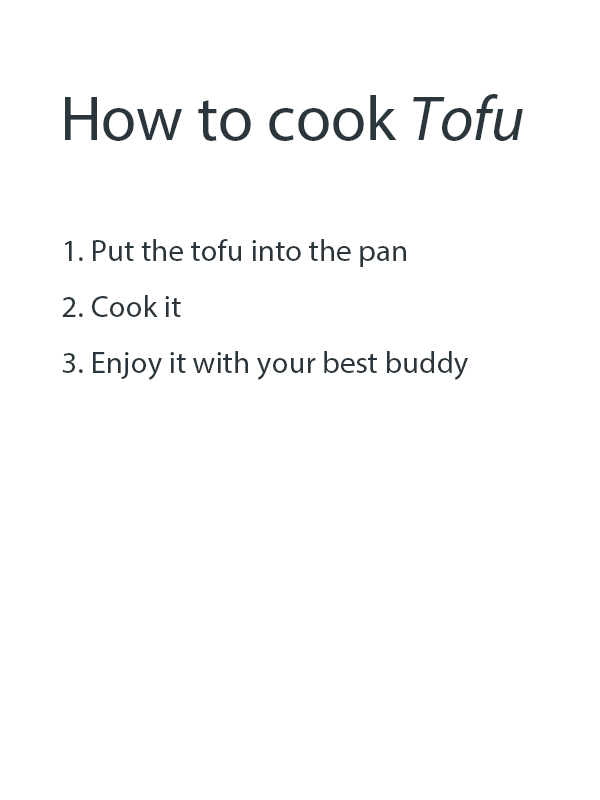 How to cook Tofu
1. Put the tofu into the pan
2. Cook it
3. Enjoy it with your best buddy